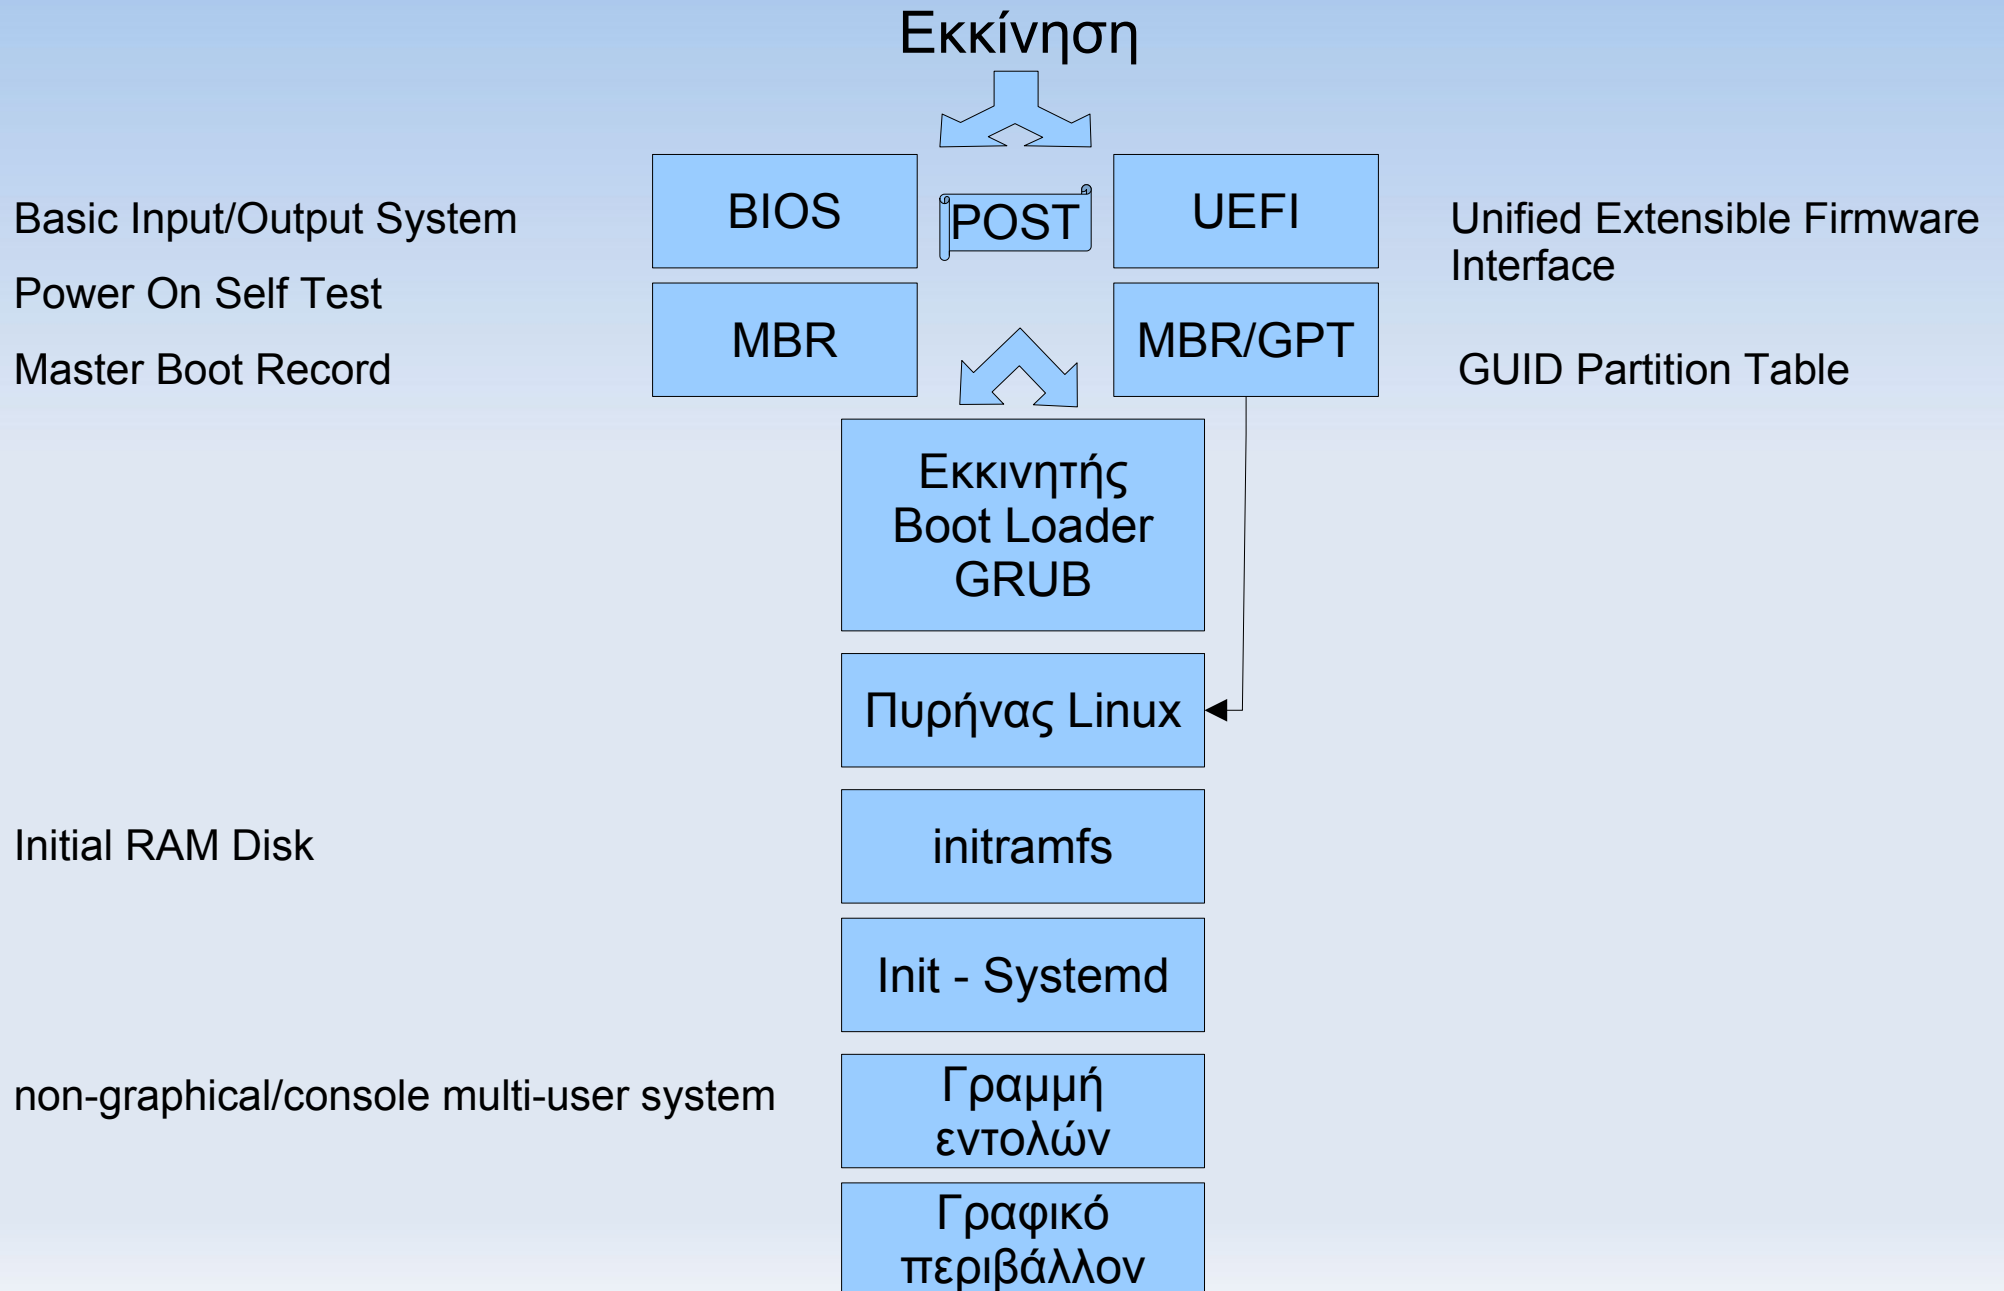 Εκκίνηση
BIOS
POST
UEFI
Basic Input/Output System
Unified Extensible Firmware
Interface
Power On Self Test
MBR
MBR/GPT
Master Boot Record
GUID Partition Table
Εκκινητής
Boot Loader
GRUB
Πυρήνας Linux
Initial RAM Disk
initramfs
Init - Systemd
non-graphical/console multi-user system
Γραμμή
εντολών
Γραφικό
περιβάλλον